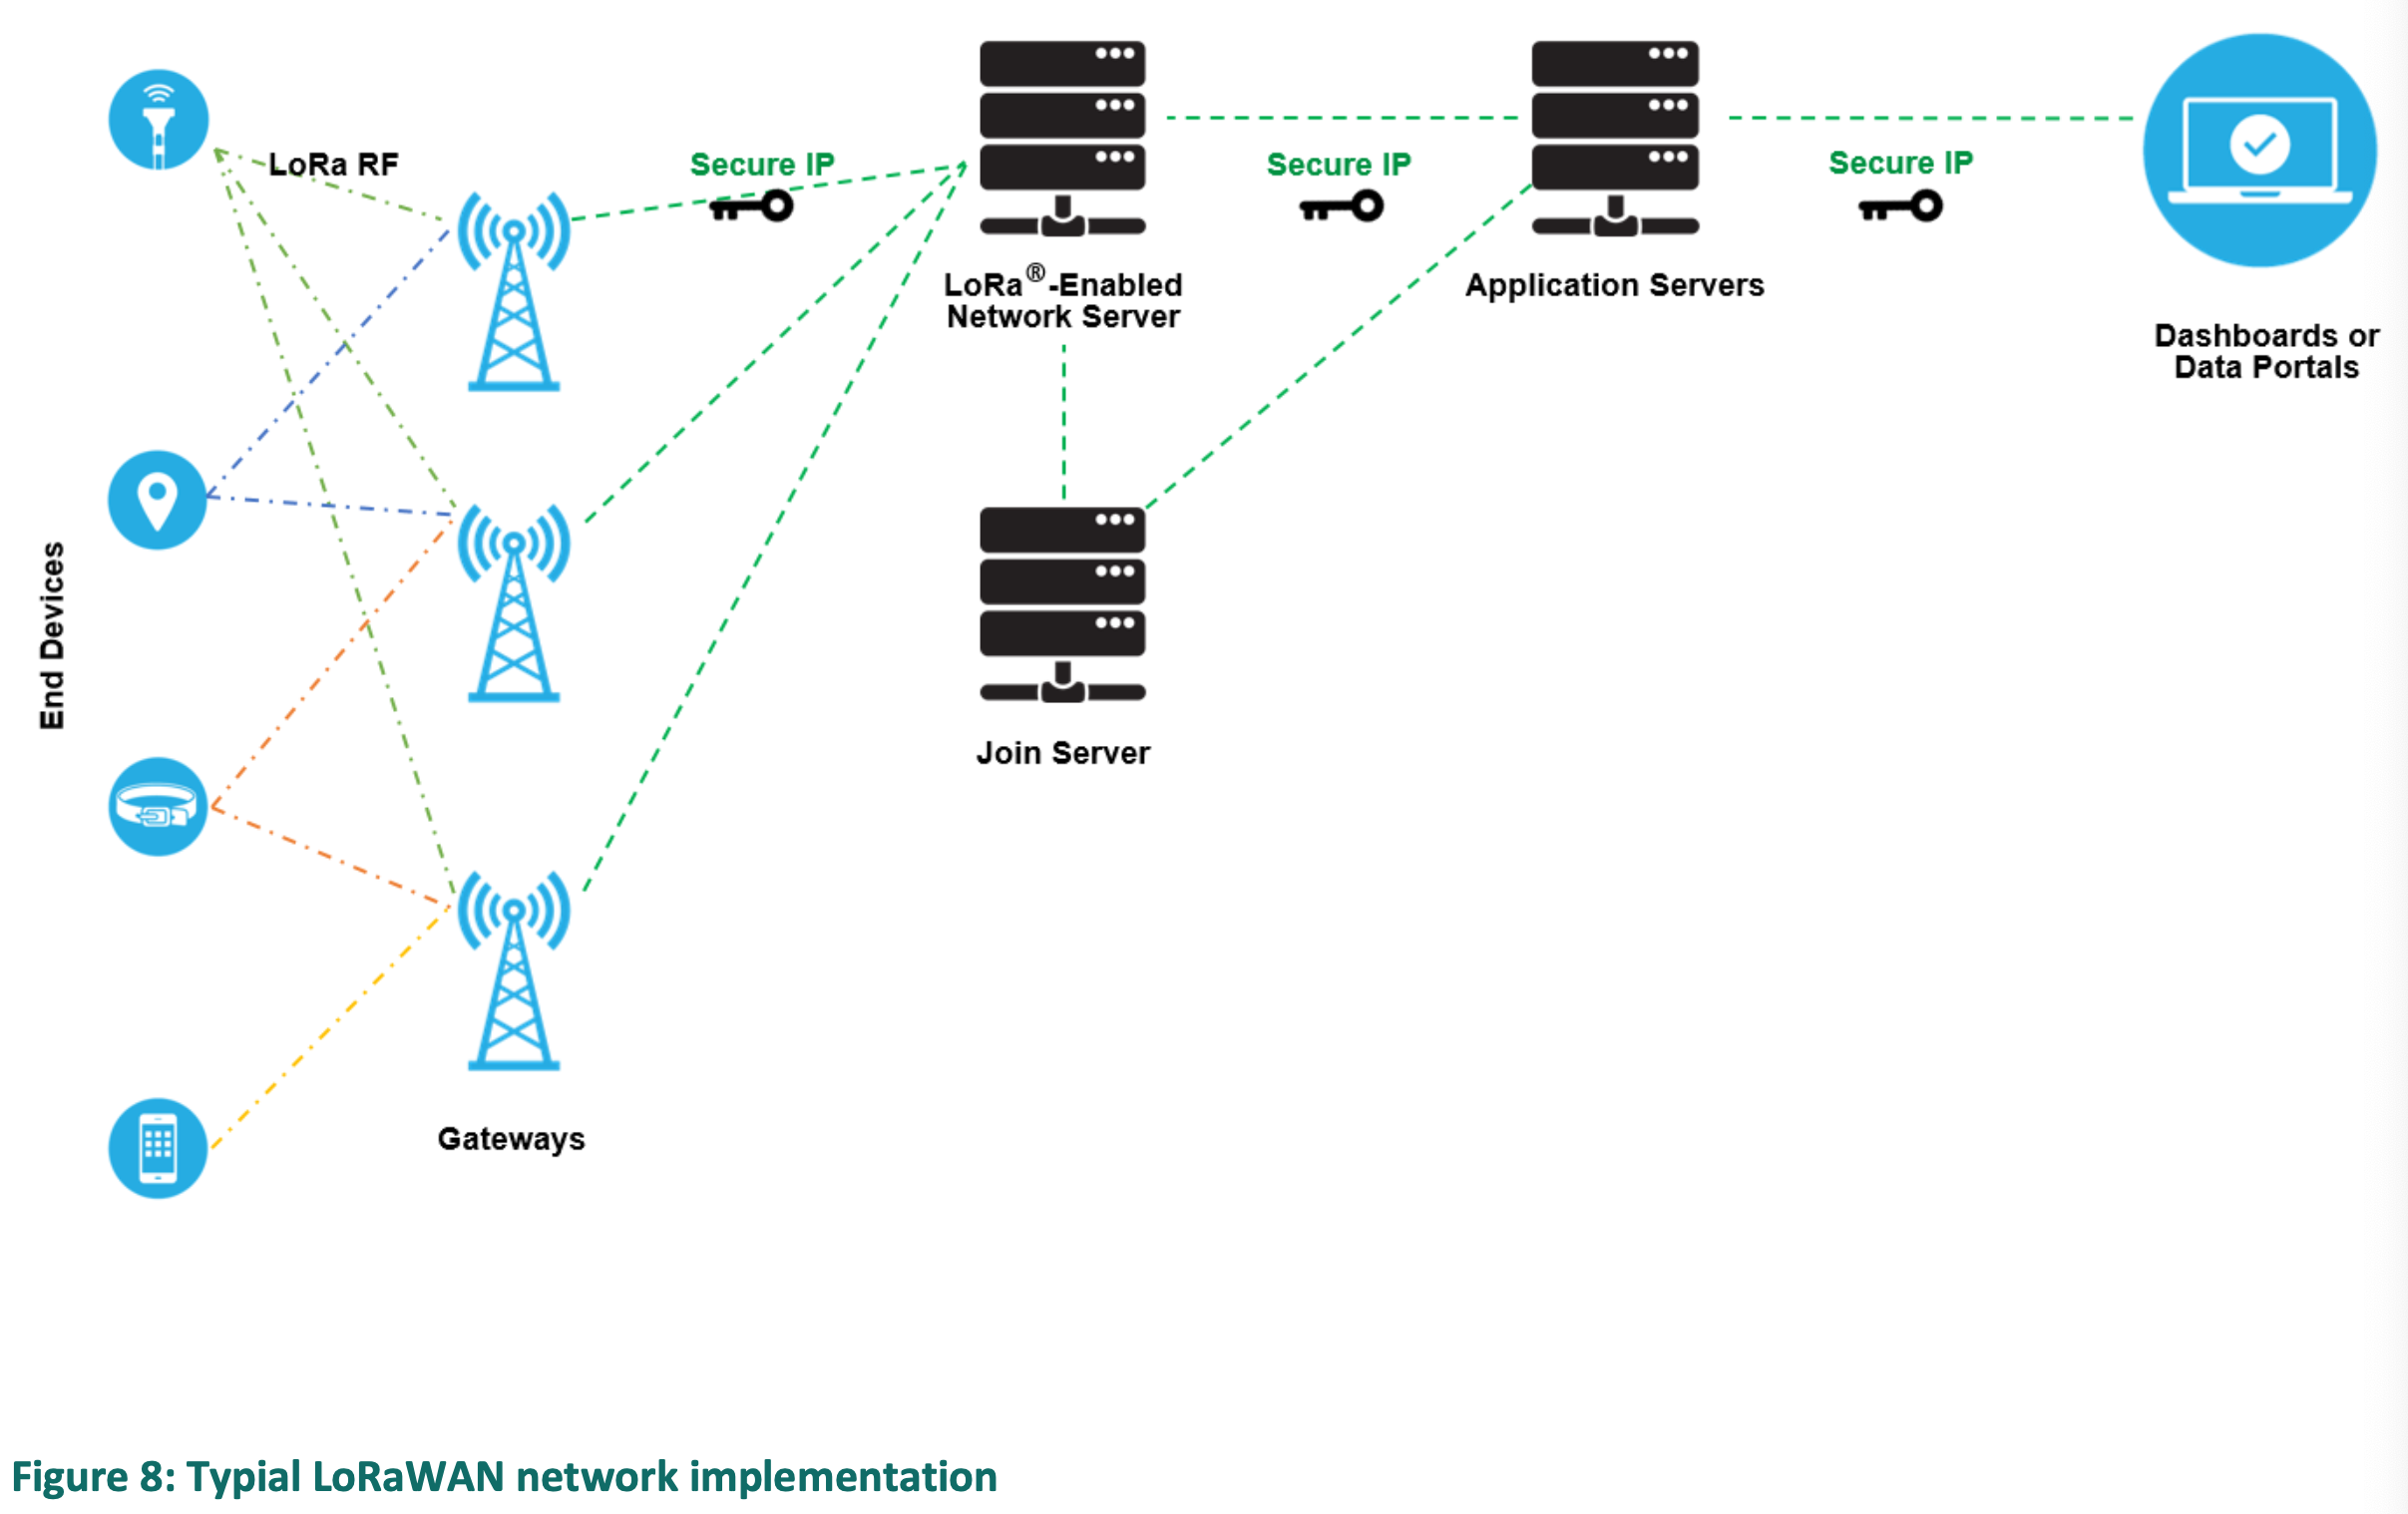 LoRa RF
Secure IP
Secure IP
Secure IP
LoRa®-Enabled
Network Server
Application Servers
Dashboards or
Data Portals
End Devices
Join Server
Gateways
Figure 8: Typial LoRaWAN network implementation